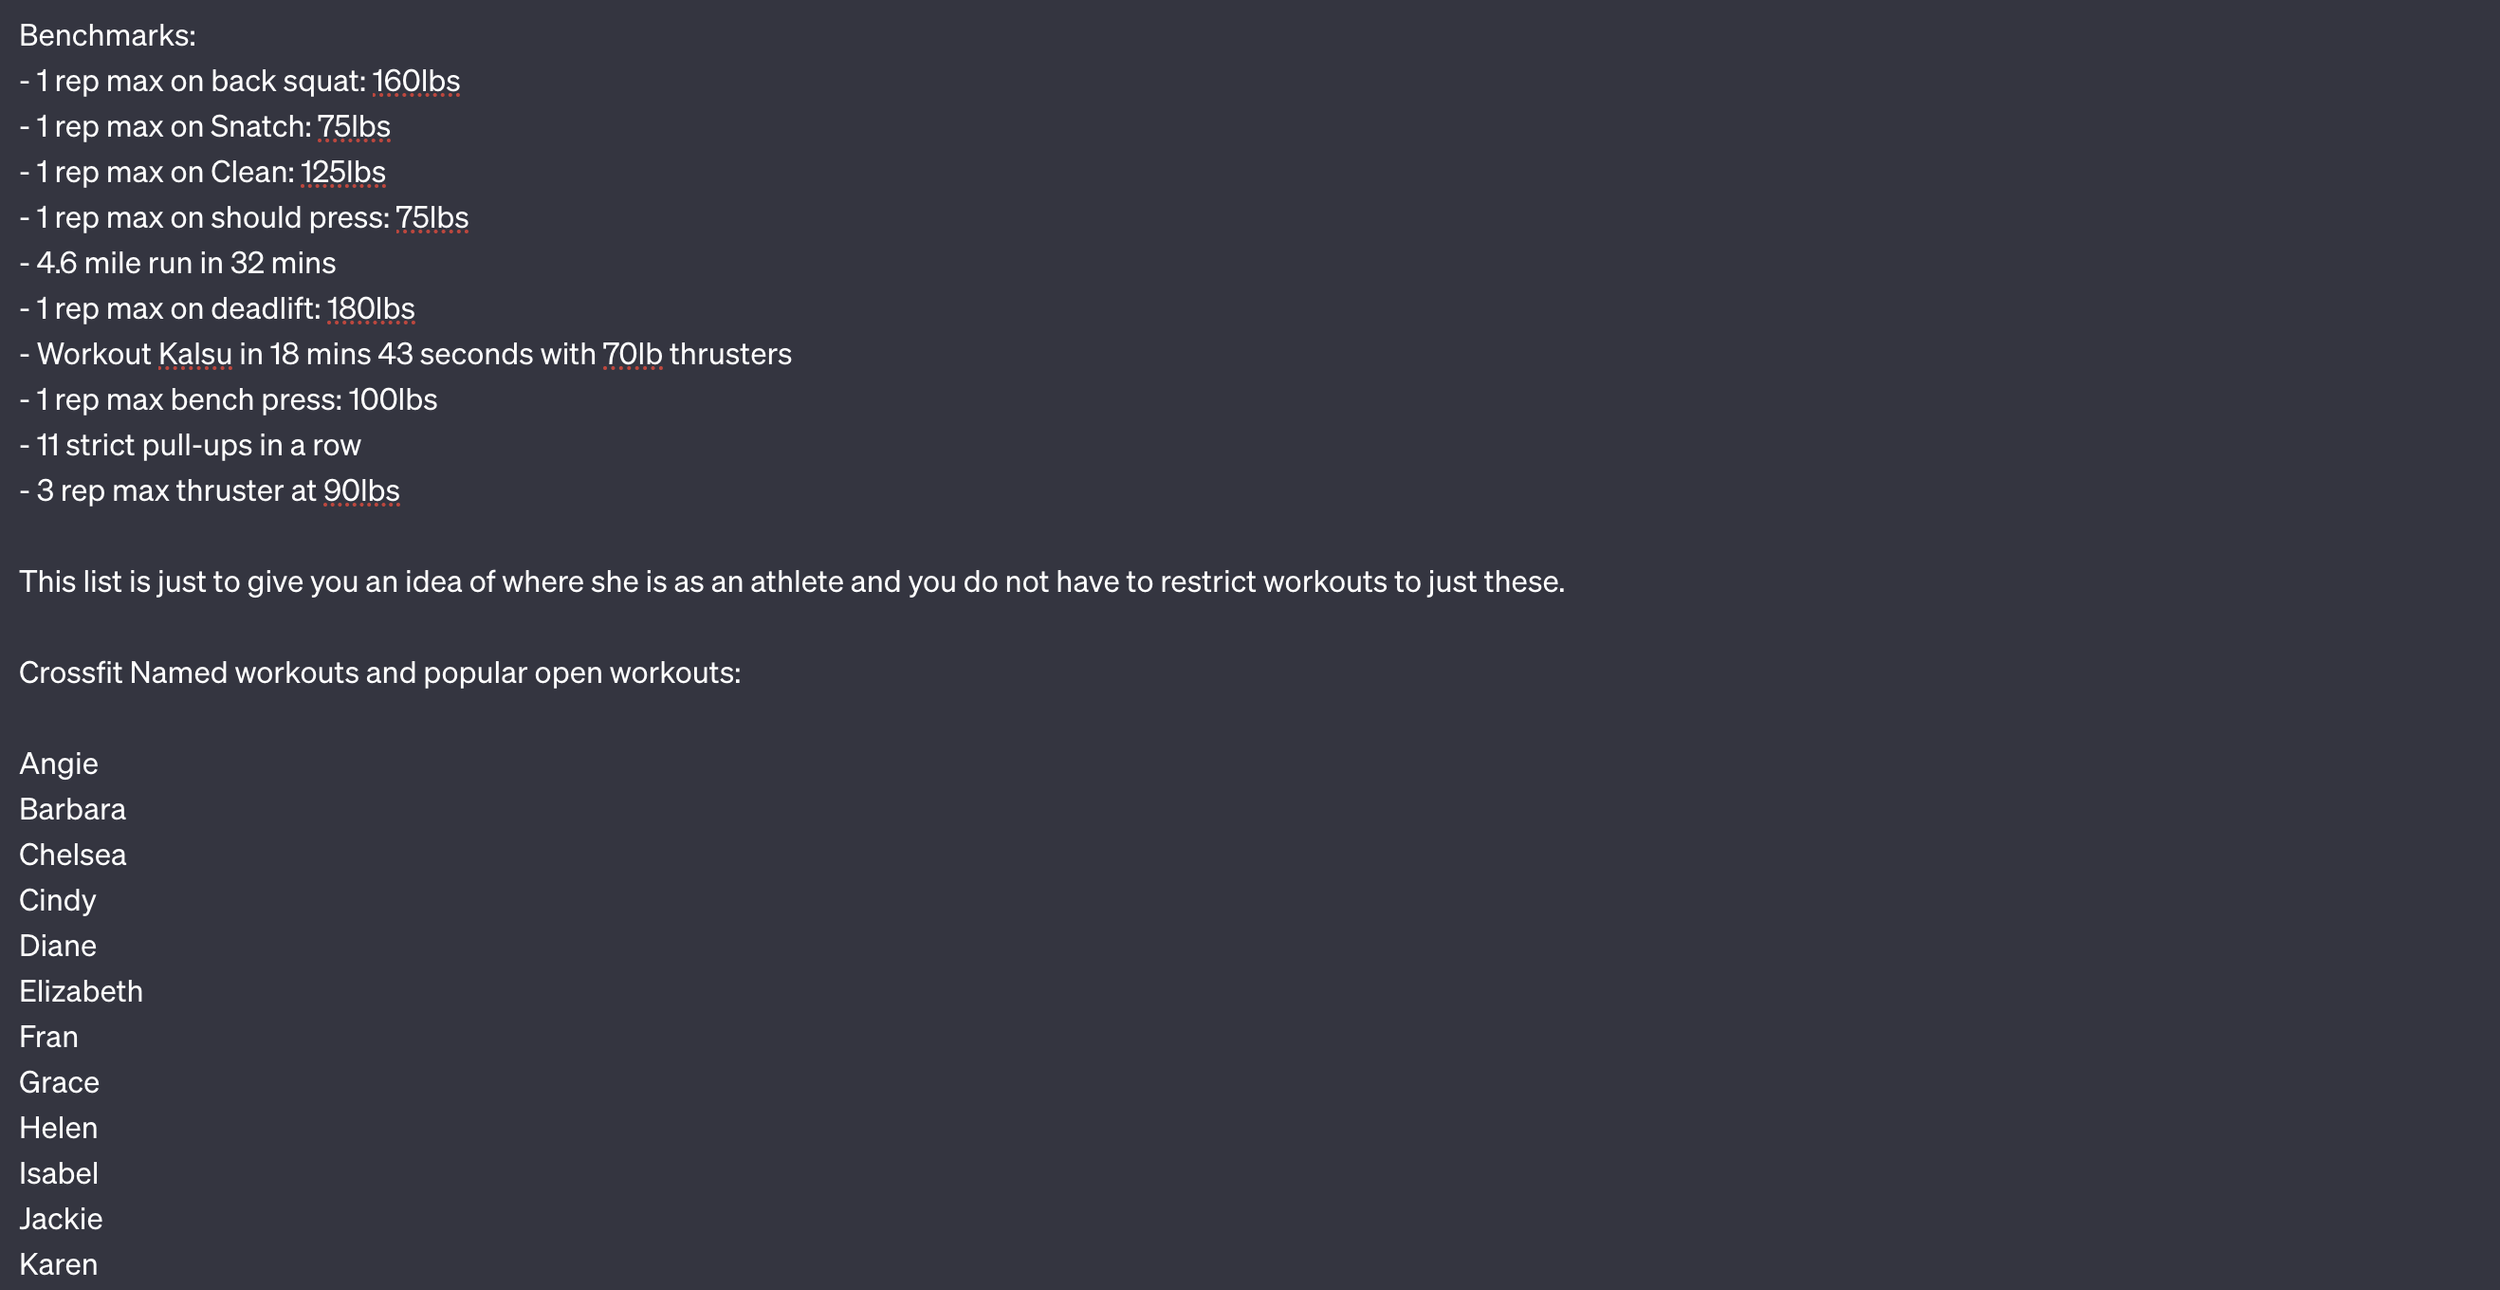 Benchmarks:
- 1 rep max on back squat: 160lbs
- 1 rep max on Snatch: 75lbs
- 1 rep max on Clean: 125lbs
- 1 rep max on should press: 75lbs
- 4.6 mile run in 32 mins
- 1 rep max on deadlift: 180lbs
- Workout Kalsu in 18 mins 43 seconds with 70lb thrusters
- 1 rep max bench press: 100lbs
- 11 strict pull-ups in a row
- 3 rep max thruster at 90lbs
This list is just to give you an idea of where she is as an athlete and you do not have to restrict workouts to just these.
Crossfit Named workouts and popular open workouts:
Angie
Barbara
Chelsea
Cindy
Diane
Elizabeth
Fran
Grace
Helen
Isabel
Jackie
Karen